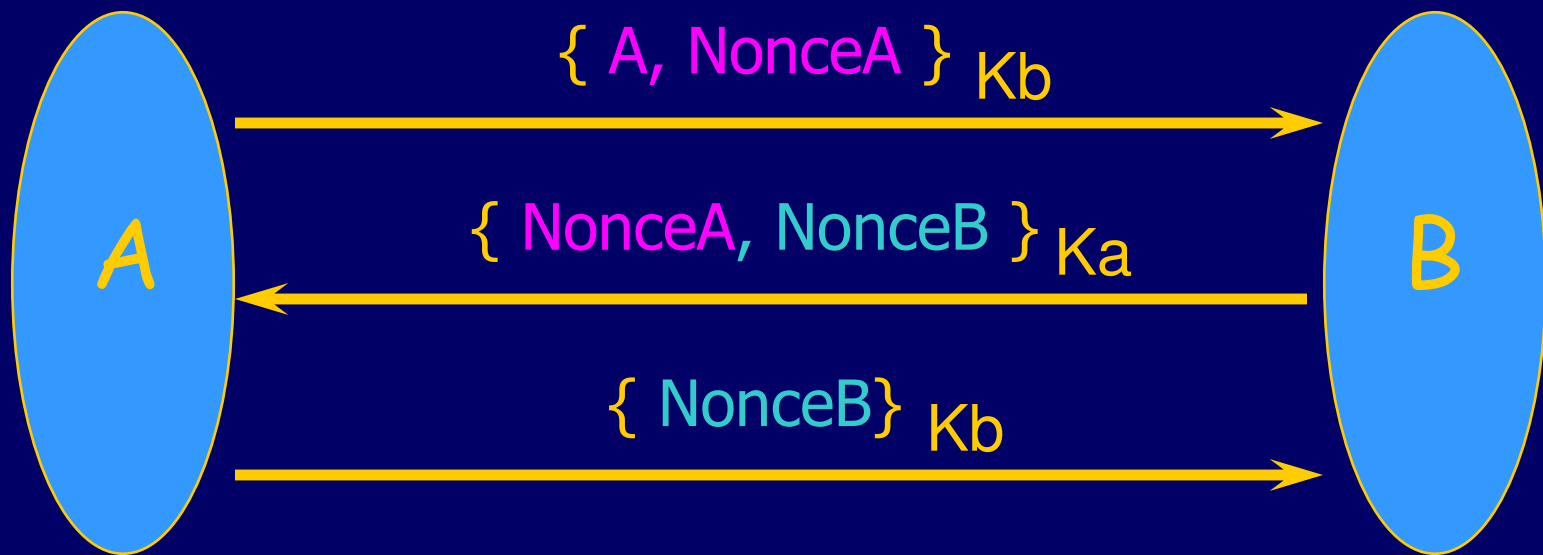 { A, NonceA } Kb
A
{ NonceA, NonceB } Ka
B
{ NonceB} Kb